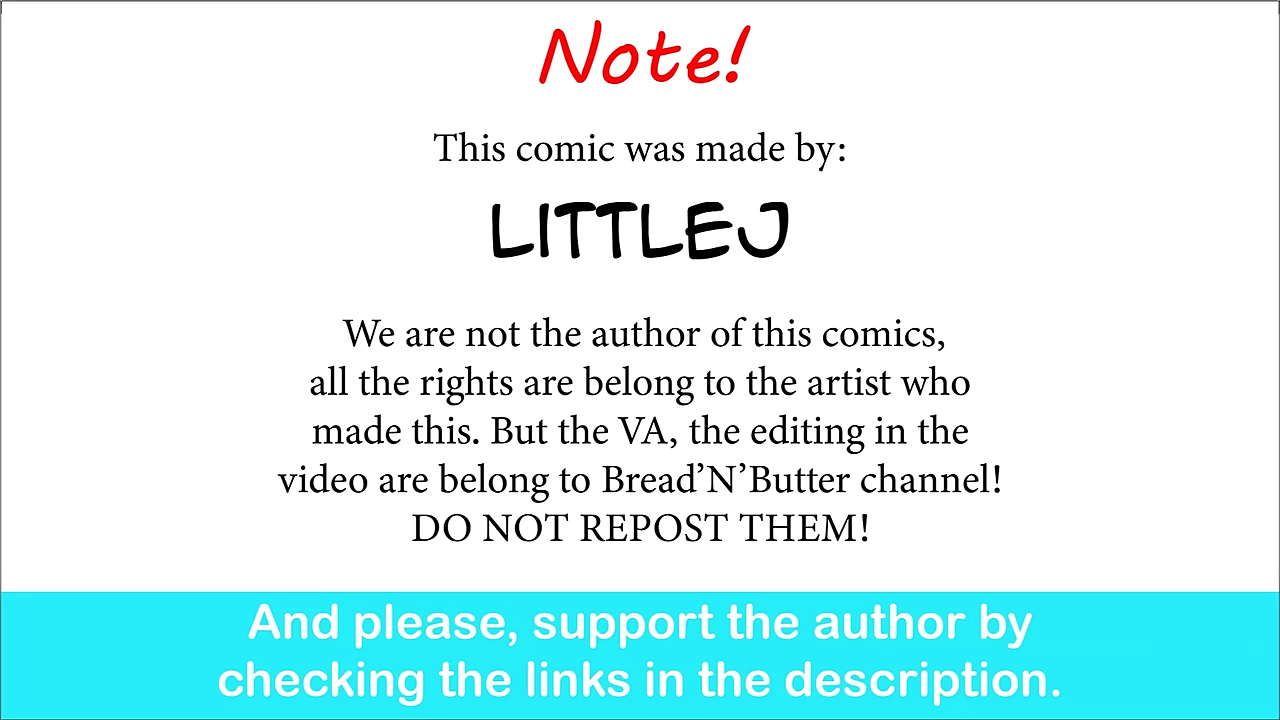 Note!
This comic was made by:
LITTLEJ
We are not the author of this comics,
all the rights are belong to the artist who
made this. But the VA, the editing in the
video are belong to Bread’N’Butter channel!
DO NOT REPOST THEM!
And please, support the author by
checking the links in the description.